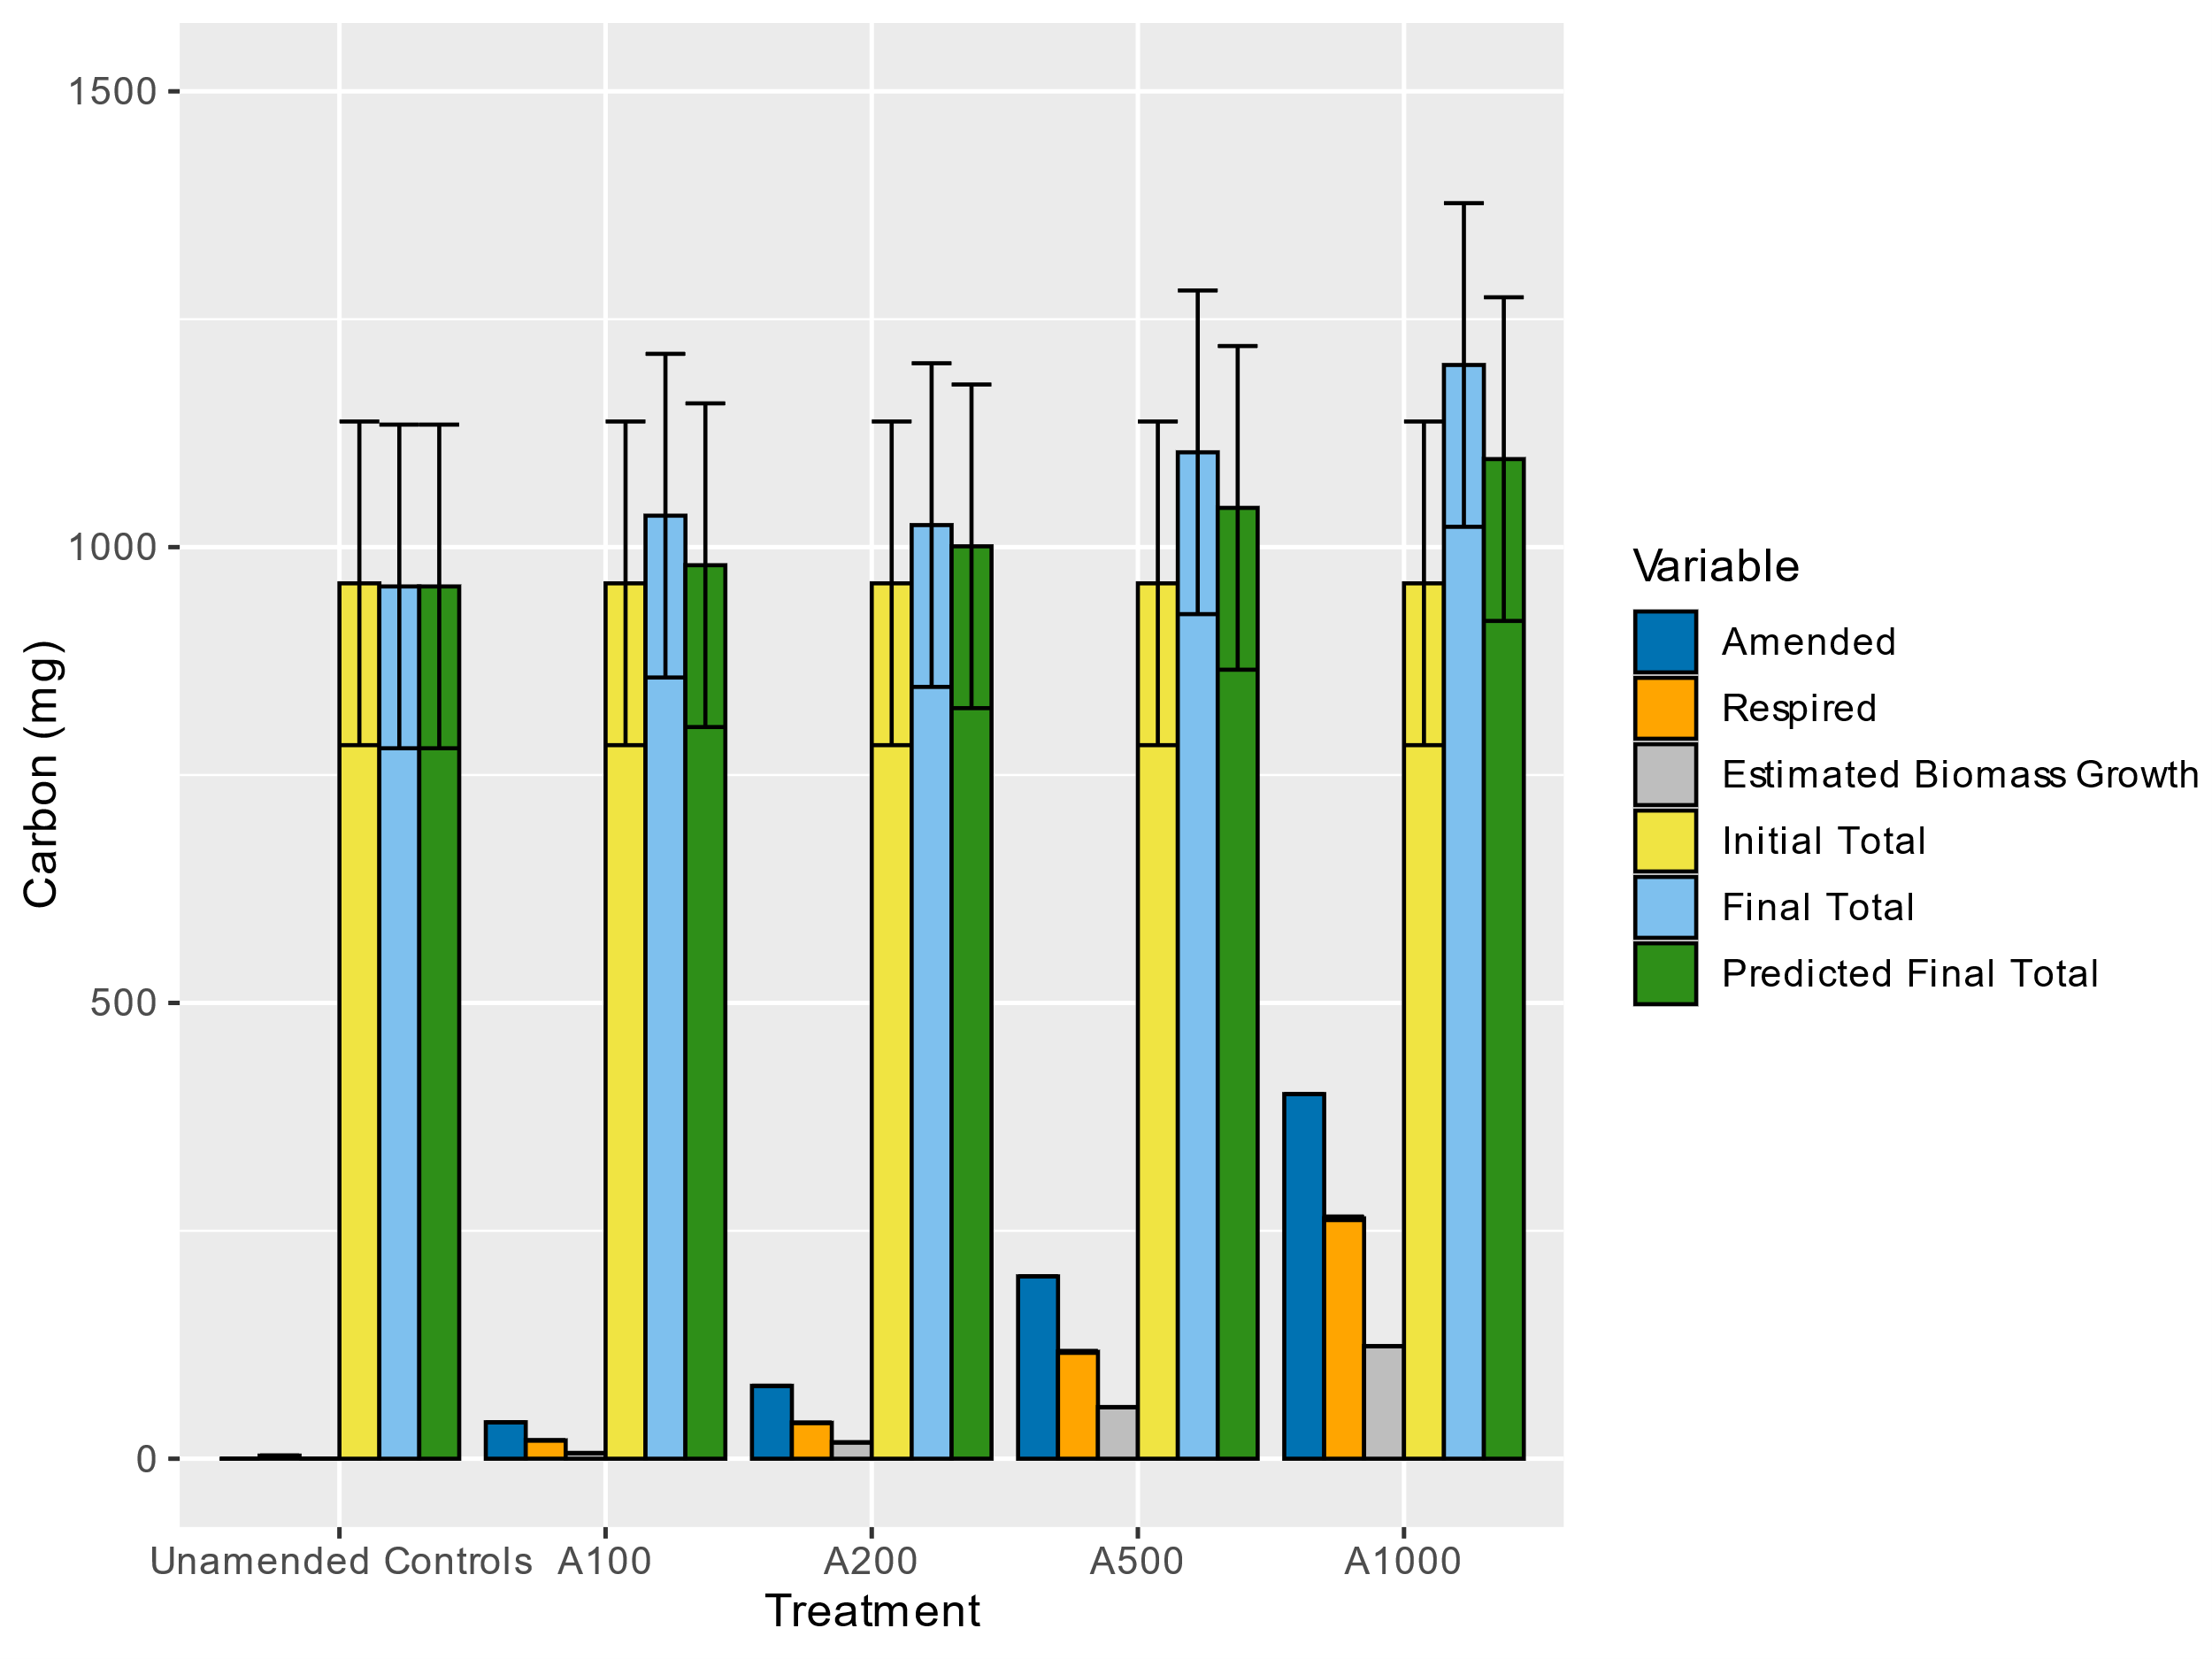 1500
1000
500
0
Carbon (mg)
Unamended Controls A100 A200 A500 A1000
Treatment
Variable
Amended
Respired
Estimated Biomass Growth
Initial Total
Final Total
Predicted Final Total